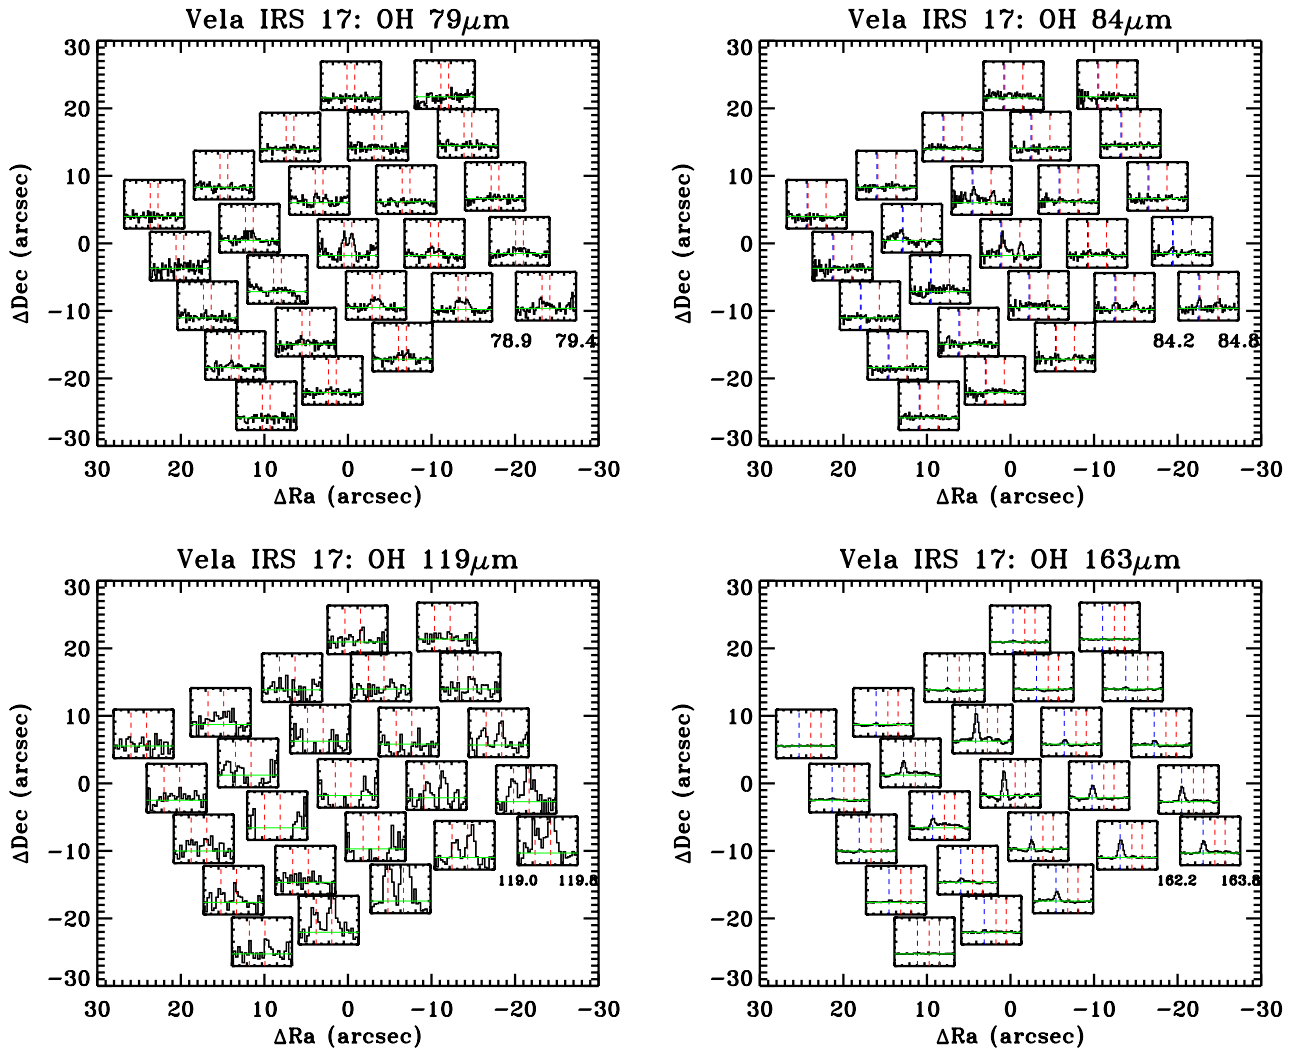 Vela IRS 17: OH 79μm
30
20
10
0
-10
-20
-30
ΔDec (arcsec)
78.9 79.4
30 20 10 0 -10 -20 -30
ΔRa (arcsec)
Vela IRS 17: OH 84μm
30
20
10
0
-10
-20
-30
ΔDec (arcsec)
84.2 84.8
30 20 10 0 -10 -20 -30
ΔRa (arcsec)
Vela IRS 17: OH 119μm
30
20
10
0
-10
-20
-30
ΔDec (arcsec)
119.0 119.8
30 20 10 0 -10 -20 -30
ΔRa (arcsec)
Vela IRS 17: OH 163μm
30
20
10
0
-10
-20
-30
ΔDec (arcsec)
162.2 163.8
30 20 10 0 -10 -20 -30
ΔRa (arcsec)